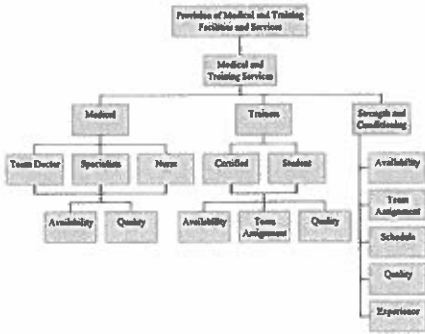 Provision of Medical and Training
Facilities and Services
Medical and
Training Services
Medical
Trainers
Strength and
Conditioning
Team Doctor
Specialists
Nurse
Certified
Student
Availability
Quality
Availability
Team
Assignment
Quality
Availability
Team
Assignment
Schedule
Quality
Experience